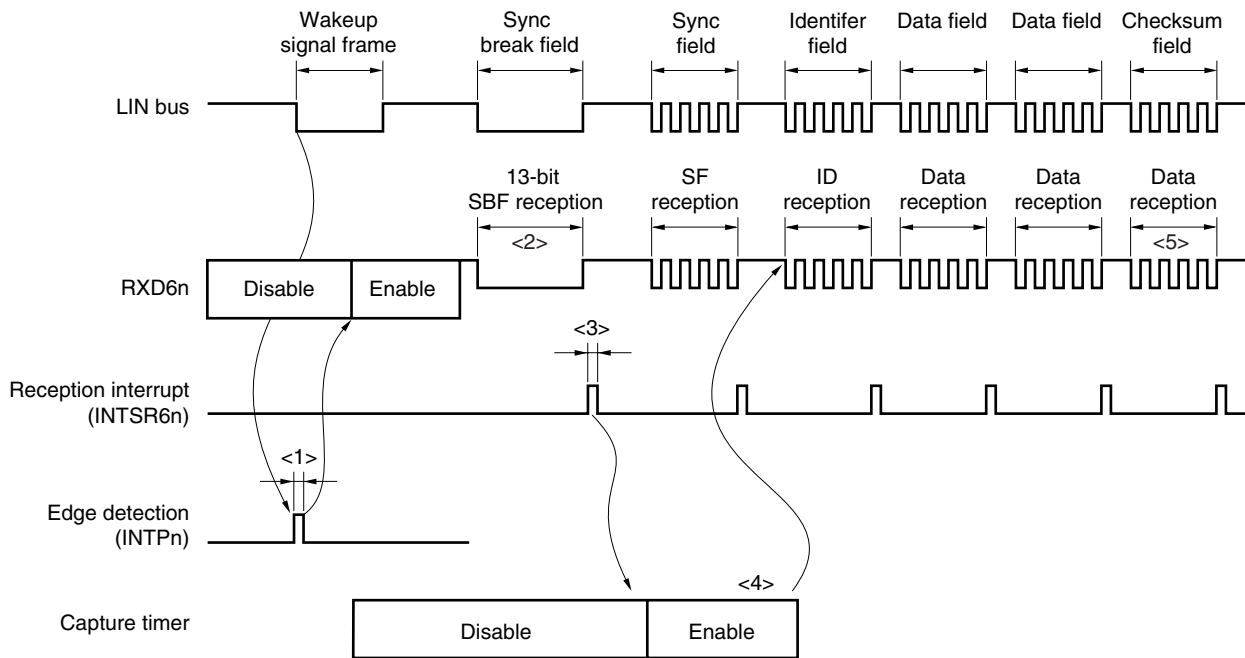 Wakeup
signal frame
Sync
break field
Sync
field
Identifer
field
Data field
Data field
Checksum
field
LIN bus
13-bit
SBF reception
<2>
SF
reception
ID
reception
Data
reception
Data
reception
Data
reception
<5>
RXD6n
Disable
Enable
<3>
Reception interrupt
(INTSR6n)
<1>
Edge detection
(INTPn)
<4>
Capture timer
Disable
Enable